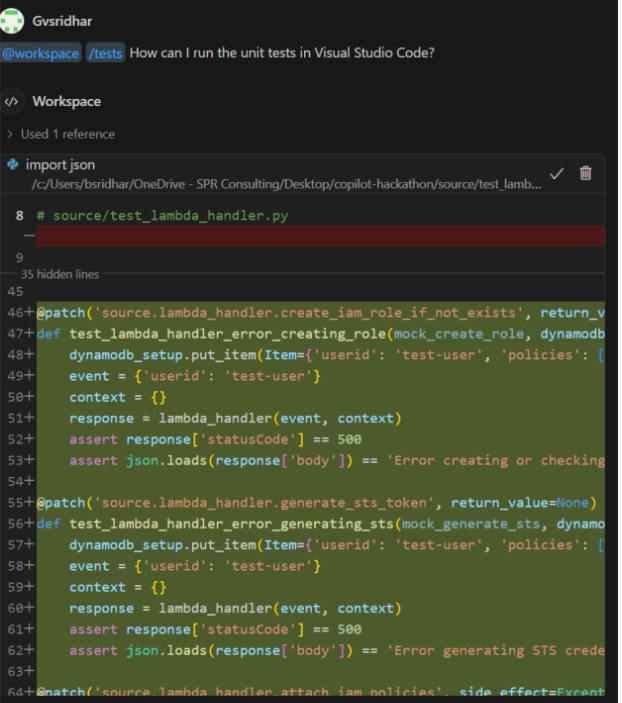 Gvsridhar
@workspace /tests How can I run the unit tests in Visual Studio Code?
Workspace
> Used 1 reference
import json
/c:/Users/bsridhar/OneDrive - SPR Consulting/Desktop/copilot-hackathon/source/test_lamb...
8 # source/test_lambda_handler.py
—
9
35 hidden lines
45
46+ @patch('source.lambda_handler.create_iam_role_if_not_exists', return_v
47+ def test_lambda_handler_error_creating_role(mock_create_role, dynamodb
48+ dynamodb_setup.put_item(Item={'userid': 'test-user', 'policies': [
49+ event = {'userid': 'test-user'}
50+ context = {}
51+ response = lambda_handler(event, context)
52+ assert response['statusCode'] == 500
53+ assert json.loads(response['body']) == 'Error creating or checking
54+
55+ @patch('source.lambda_handler.generate_sts_token', return_value=None)
56+ def test_lambda_handler_error_generating_sts(mock_generate_sts, dynamo
57+ dynamodb_setup.put_item(Item={'userid': 'test-user', 'policies': [
58+ event = {'userid': 'test-user'}
59+ context = {}
60+ response = lambda_handler(event, context)
61+ assert response['statusCode'] == 500
62+ assert json.loads(response['body']) == 'Error generating STS crede
63+
64+ @patch('source.lambda_handler.attach_iam_policies', side_effect=Except